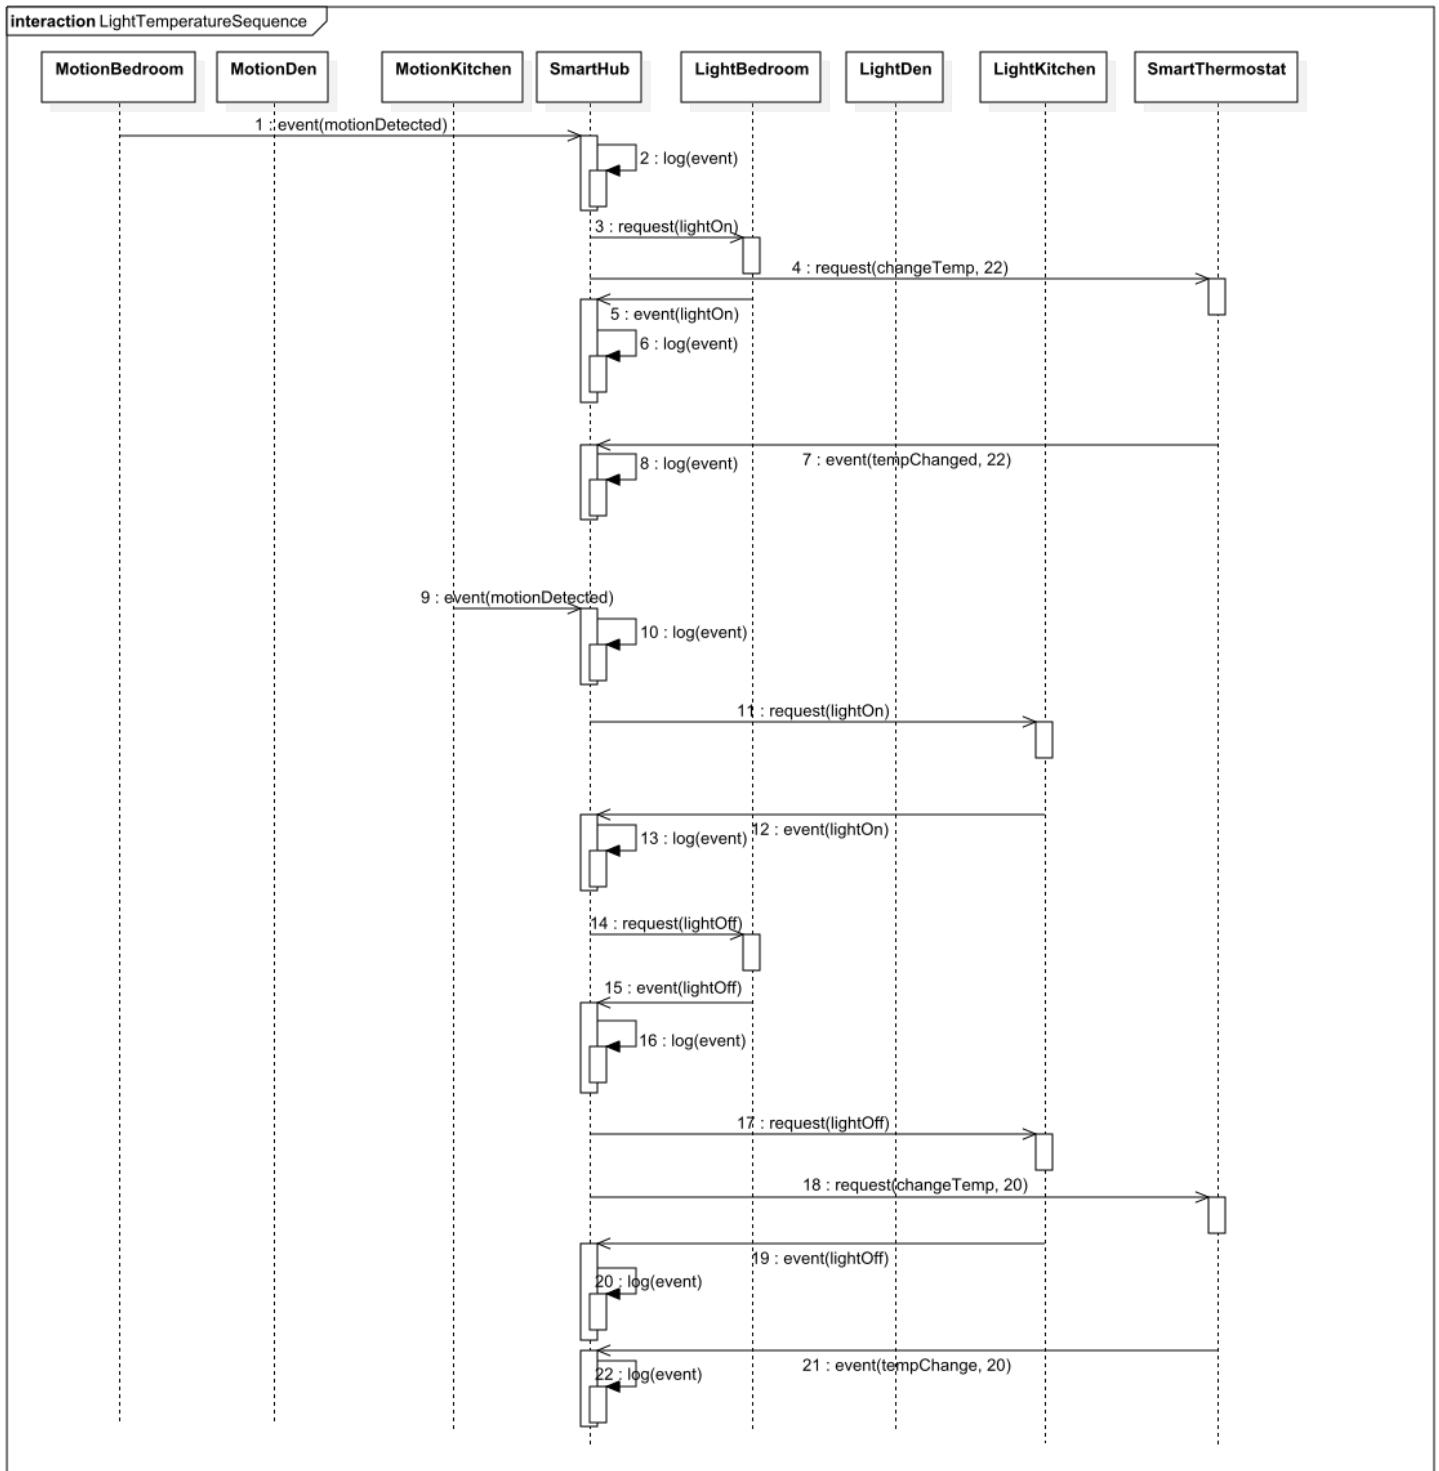 interaction LightTemperatureSequence
MotionBedroom MotionDen MotionKitchen SmartHub LightBedroom LightDen LightKitchen SmartThermostat
1 : event(motionDetected)
2 : log(event)
3 : request(lightOn)
4 : request(changeTemp, 22)
5 : event(lightOn)
6 : log(event)
7 : event(tempChanged, 22)
8 : log(event)
9 : event(motionDetected)
10 : log(event)
11 : request(lightOn)
12 : event(lightOn)
13 : log(event)
14 : request(lightOff)
15 : event(lightOff)
16 : log(event)
17 : request(lightOff)
18 : request(changeTemp, 20)
19 : event(lightOff)
20 : log(event)
21 : event(tempChange, 20)
22 : log(event)